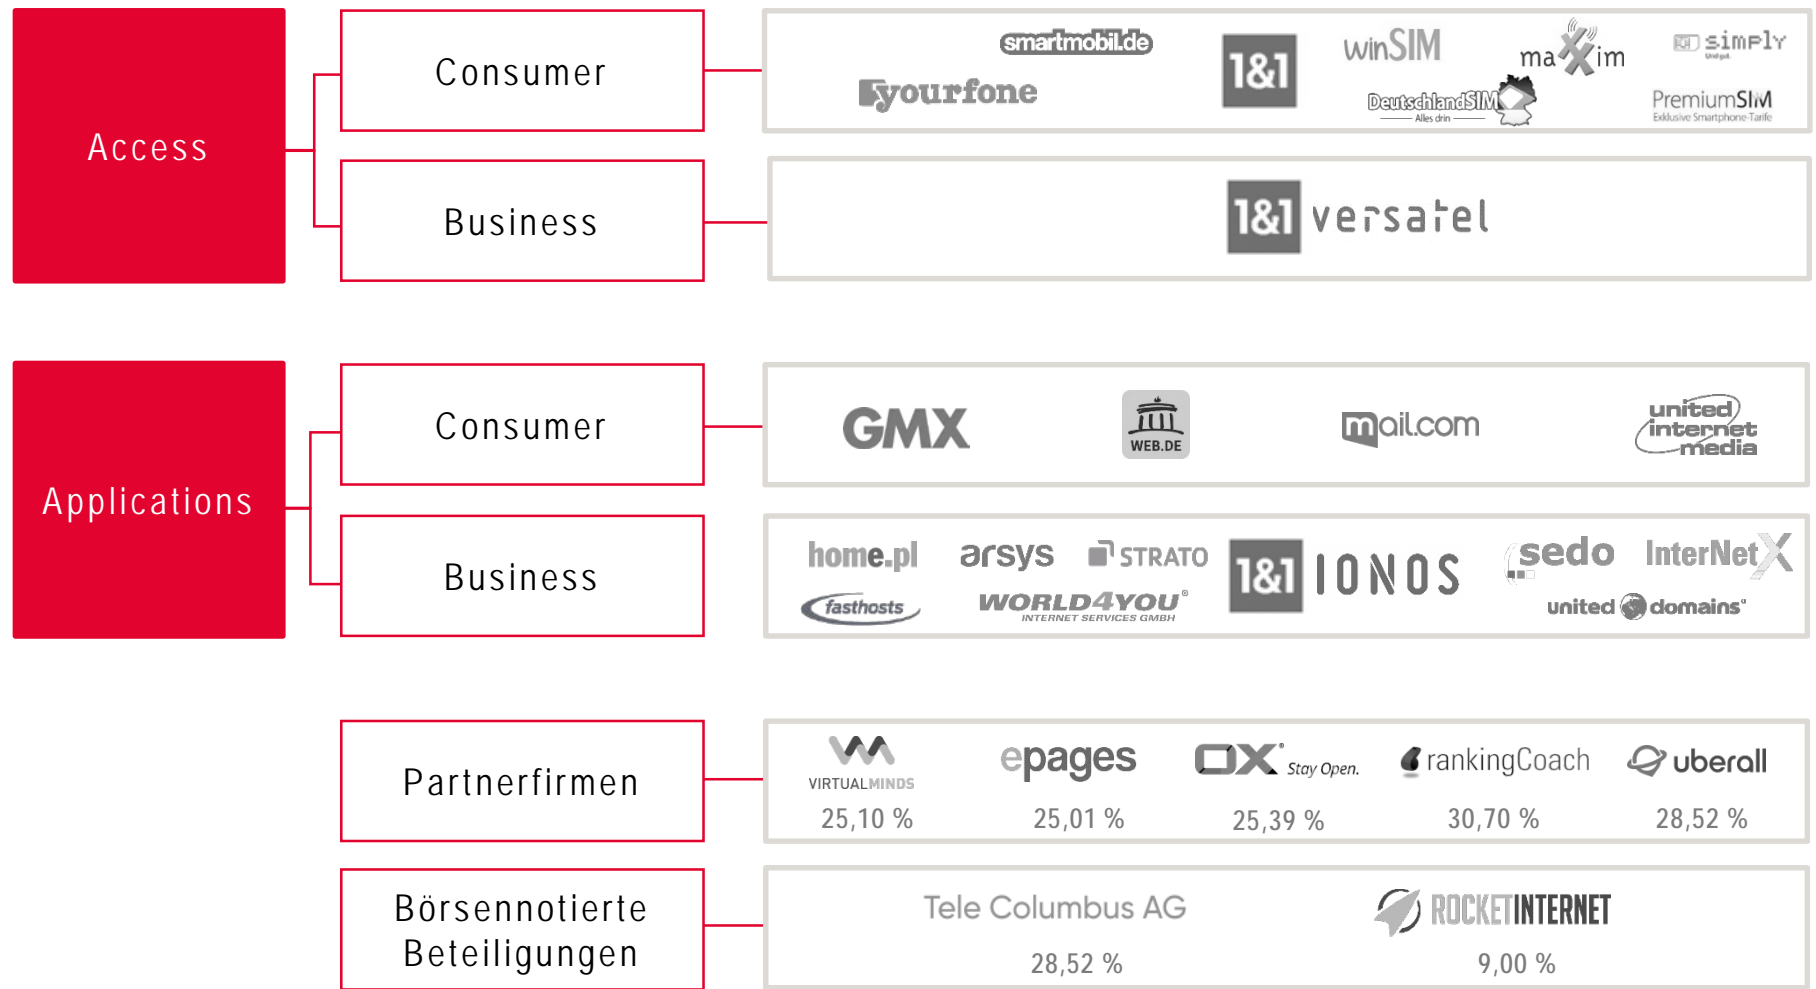 Access
Consumer
smartmobil.de
yourfone
1&1
winSIM
maXXim
simply
Und gut.
DeutschlandSIM
Alles drin
PremiumSIM
Exklusive Smartphone-Tarife
Business
1&1 versatel
Applications
Consumer
GMX
WEB.DE
mail.com
united
internet
media
Business
home.pl
arsys
STRATO
1&1 IONOS
sedo
InterNetX
fasthosts
WORLD4YOU®
INTERNET SERVICES GMBH
united domains®
Partnerfirmen
VIRTUALMINDS
25,10 %
epages
25,01 %
OX® Stay Open.
25,39 %
rankingCoach
30,70 %
uberall
28,52 %
Börsennotierte
Beteiligungen
Tele Columbus AG
28,52 %
ROCKETINTERNET
9,00 %